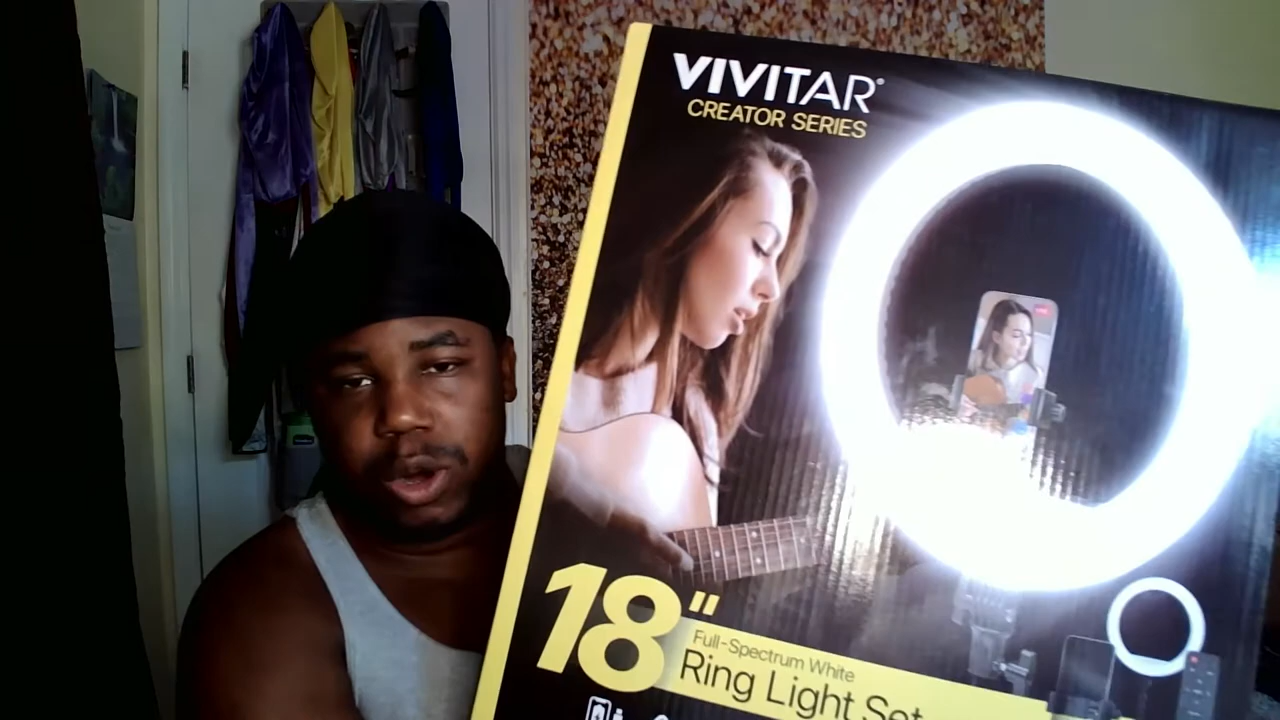 VIVITAR
CREATOR SERIES
18"
Full-Spectrum White
Ring Light Set